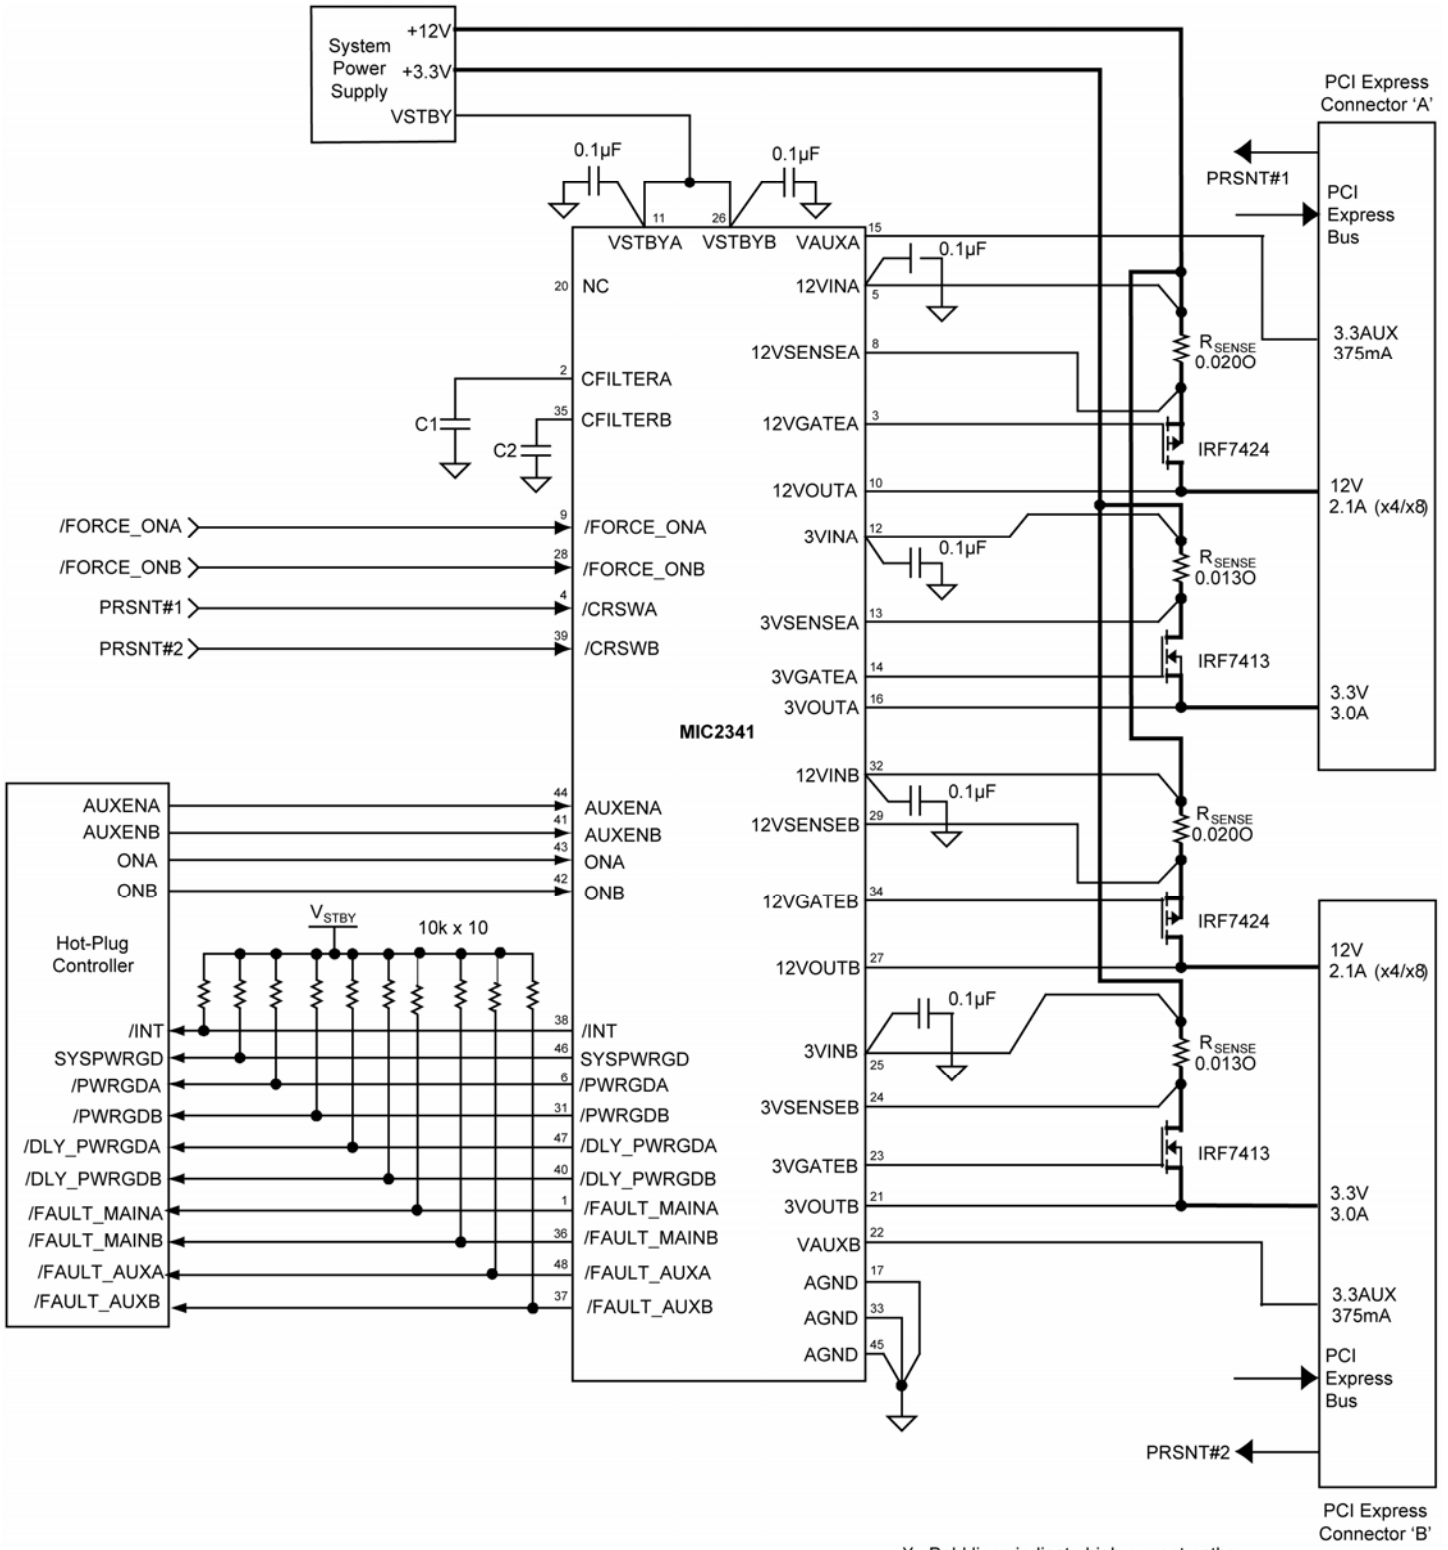 System
Power
Supply
+12V
+3.3V
VSTBY
PCI Express
Connector 'A'
0.1µF
0.1µF
PRSNT#1
PCI
Express
Bus
11
26
15
VSTBYA
VSTBYB
VAUXA
0.1µF
20
NC
12VINA
5
3.3AUX
375mA
RSENSE
0.020O
12VSENSEA
8
2
CFILTERA
C1
35
CFILTERB
C2
12VGATEA
3
IRF7424
12VOUTA
10
12V
2.1A (x4/x8)
/FORCE_ONA
9
/FORCE_ONA
3VINA
12
0.1µF
RSENSE
0.013O
/FORCE_ONB
28
/FORCE_ONB
PRSNT#1
4
/CRSWA
3VSENSEA
13
PRSNT#2
39
/CRSWB
3VGATEA
14
IRF7413
3VOUTA
16
3.3V
3.0A
MIC2341
12VINB
32
0.1µF
AUXENA
44
AUXENA
12VSENSEB
29
RSENSE
0.020O
AUXENB
41
AUXENB
ONA
43
ONA
ONB
42
ONB
12VGATEB
34
IRF7424
VSTBY
10k x 10
Hot-Plug
Controller
12VOUTB
27
12V
2.1A (x4/x8)
0.1µF
/INT
38
/INT
3VINB
25
RSENSE
0.013O
SYSPWRGD
46
SYSPWRGD
/PWRGDA
6
/PWRGDA
3VSENSEB
24
/PWRGDB
31
/PWRGDB
/DLY_PWRGDA
47
/DLY_PWRGDA
3VGATEB
23
IRF7413
/DLY_PWRGDB
40
/DLY_PWRGDB
3VOUTB
21
3.3V
3.0A
/FAULT_MAINA
1
/FAULT_MAINA
/FAULT_MAINB
36
/FAULT_MAINB
VAUXB
22
/FAULT_AUXA
48
/FAULT_AUXA
AGND
17
/FAULT_AUXB
37
/FAULT_AUXB
3.3AUX
375mA
AGND
33
AGND
45
PCI
Express
Bus
PRSNT#2
PCI Express
Connector 'B'